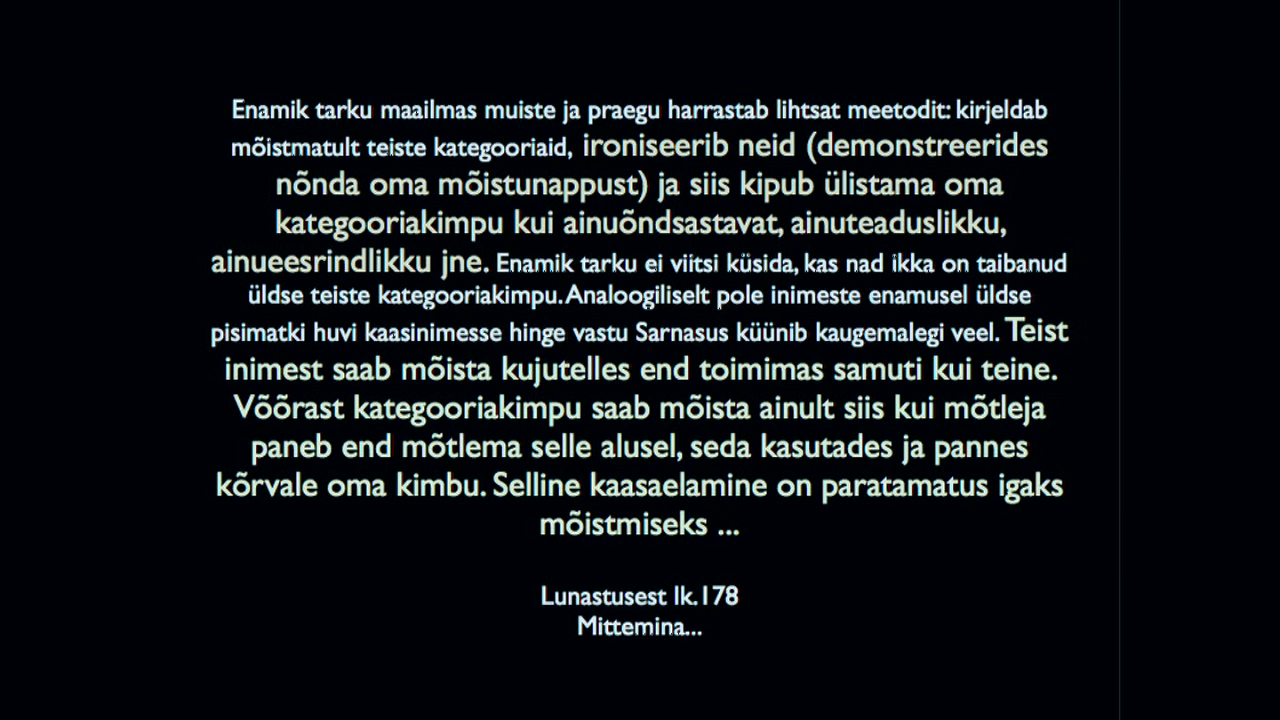 Enamik tarku maailmas muiste ja praegu harrastab lihtsat meetodit: kirjeldab
mõistmatult teiste kategooriaid, ironiseerib neid (demonstreerides
nõnda oma mõistunappust) ja siis kipub ülistama oma
kategooriakimpu kui ainuõndsastavat, ainuteaduslikku,
ainueesrindlikku jne. Enamik tarku ei viitsi küsida, kas nad ikka on taibanud
üldse teiste kategooriakimpu. Analoogiliselt pole inimeste enamusel üldse
pisimatki huvi kaasinimesse hinge vastu Sarnasus küünib kaugemalegi veel. Teist
inimest saab mõista kujutelles end toimimas samuti kui teine.
Võõrast kategooriakimpu saab mõista ainult siis kui mõtleja
paneb end mõtlema selle alusel, seda kasutades ja pannes
kõrvale oma kimbu. Selline kaasaelamine on paratamatus igaks
mõistmiseks ...
Lunastusest lk.178
Mittemina...